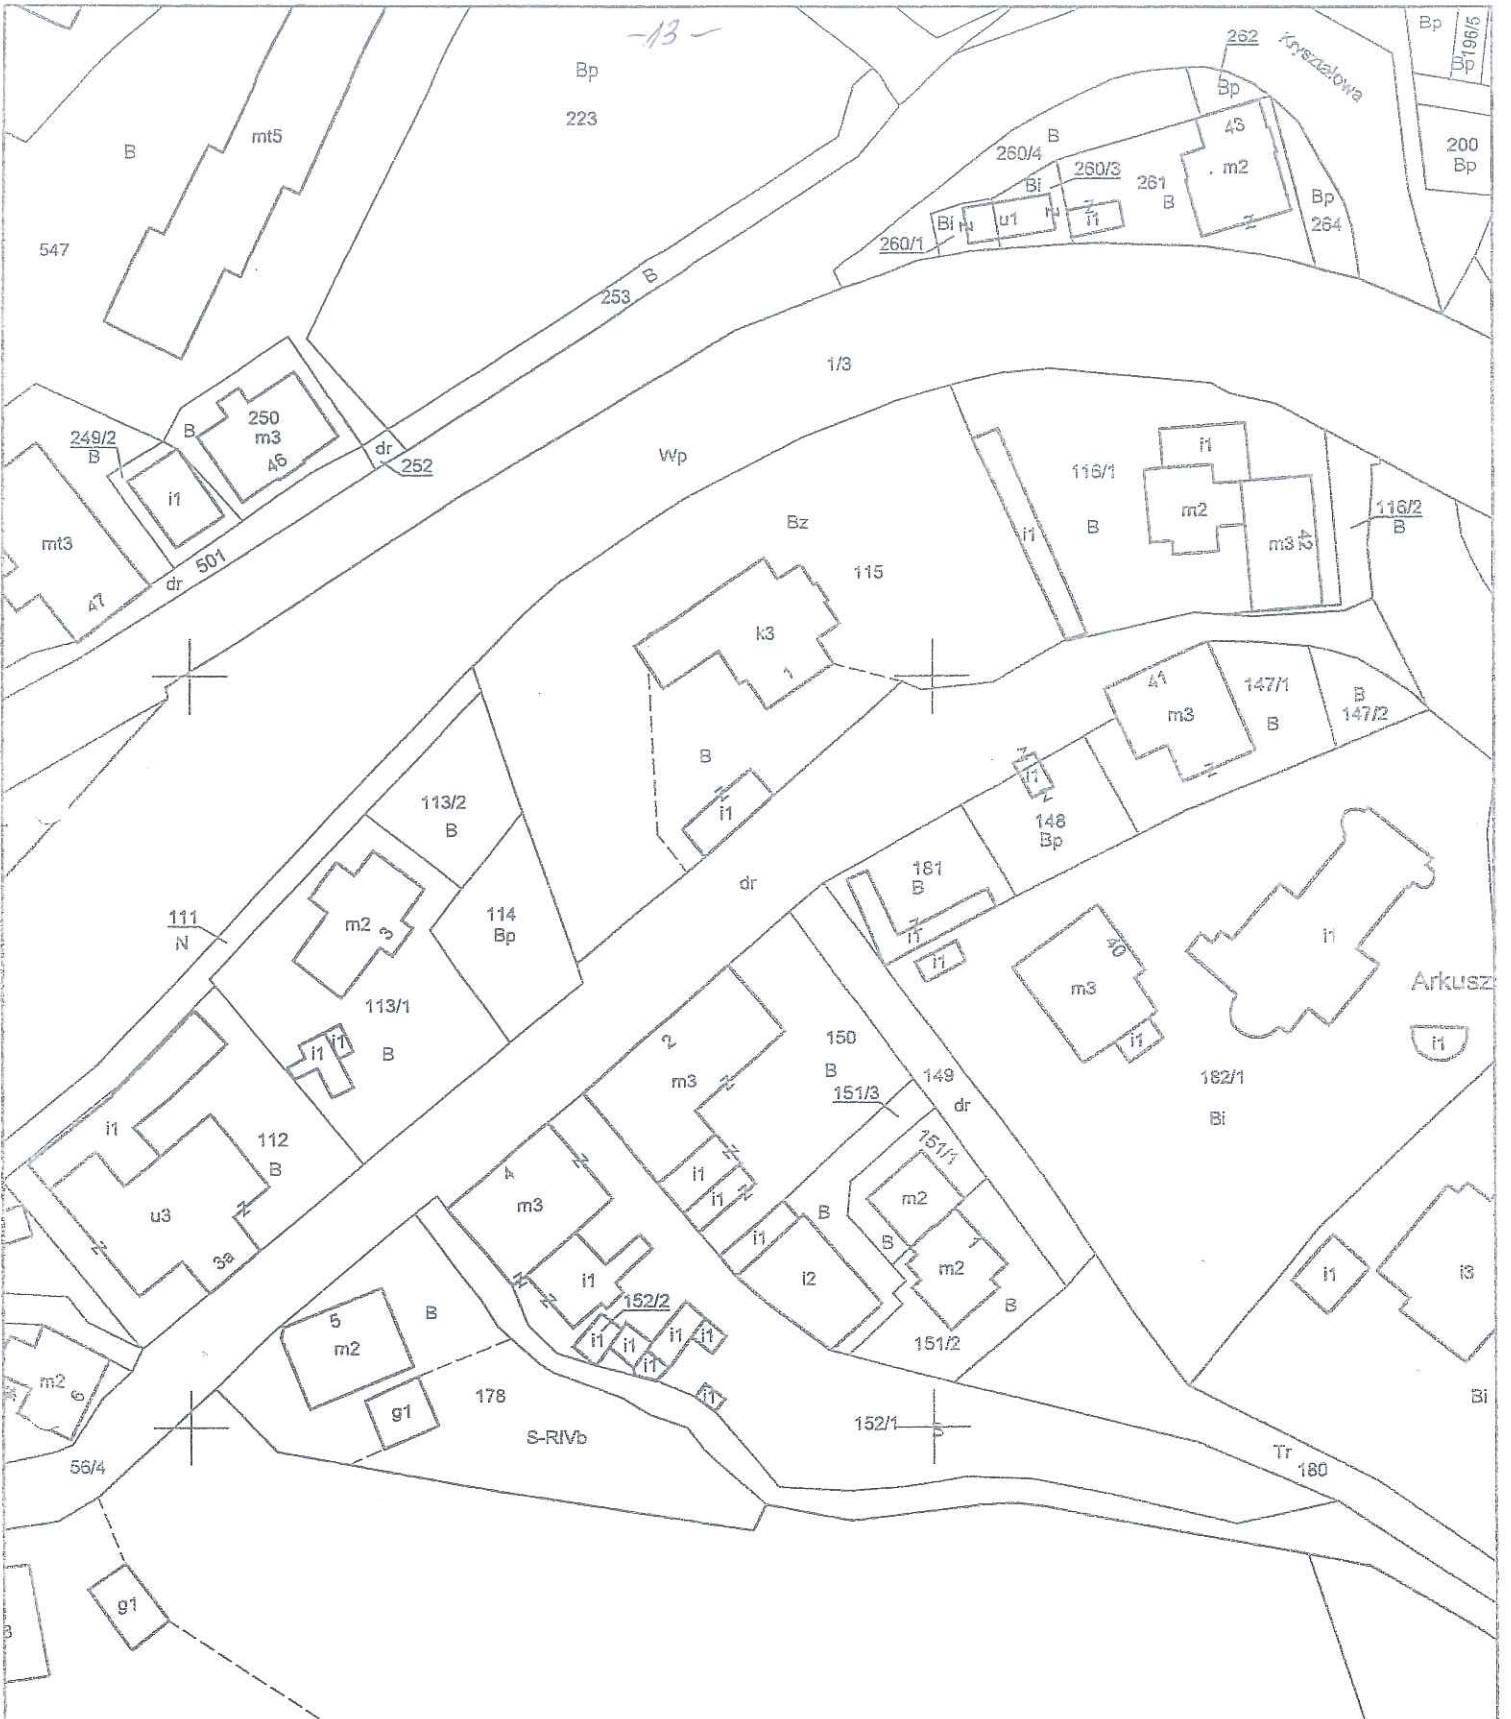 -13-
Bp
223
B
mt5
547
262
Kryształowa
Bp
196/5
Bp
200
Bp
Bp
43
m2
B
260/4
260/3
Bi
261
B
Bp
264
Bi
u1
i1
260/1
B
253
1/3
249/2
B
B
250
m3
46
dr
252
i1
mt3
47
dr
501
Wp
Bz
115
116/1
B
i1
i1
m2
m3
42
116/2
B
k3
1
B
i1
41
m3
147/1
B
B
147/2
i1
148
Bp
181
B
i1
i1
113/2
B
dr
111
N
m2
3
114
Bp
113/1
B
i1
i1
40
m3
i1
i1
Arkusz
i1
182/1
Bi
2
m3
150
B
151/3
149
dr
151/1
i1
112
B
u3
3a
4
m3
i1
i1
i1
i1
B
m2
B
i2
m2
B
151/2
i1
i3
Bi
5
m2
B
152/2
i1
i1
i1
i1
i1
i1
m2
6
g1
178
S-RIVb
152/1
B
Tr
180
56/4
g1